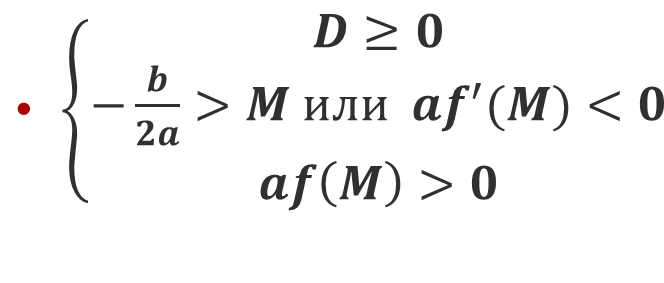 D ≥ 0
• { −b/2a > M или af′(M) < 0
af(M) > 0